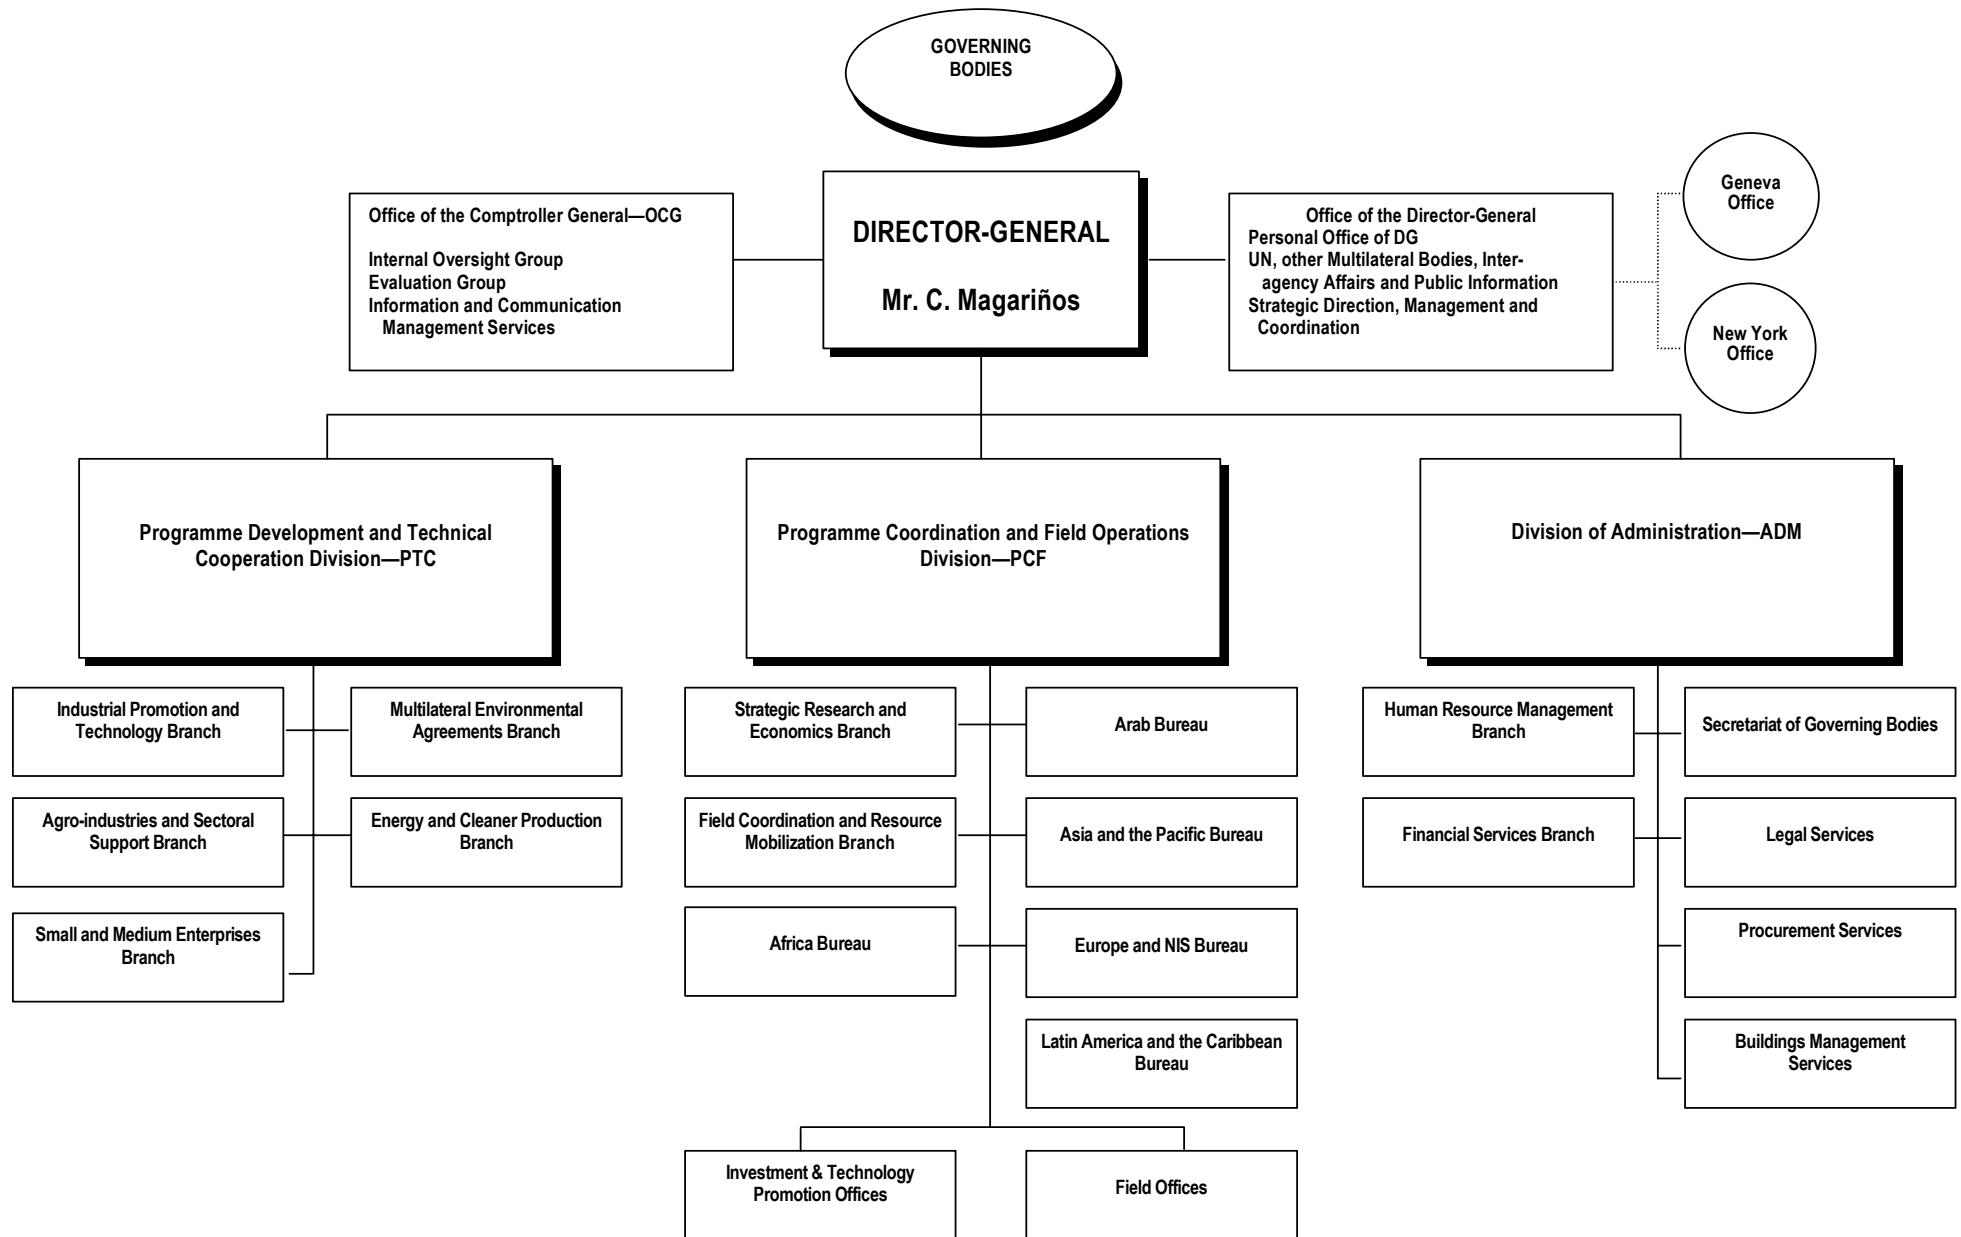 GOVERNING
BODIES
Office of the Comptroller General—OCG
Internal Oversight Group
Evaluation Group
Information and Communication
Management Services
DIRECTOR-GENERAL
Mr. C. Magariños
Office of the Director-General
Personal Office of DG
UN, other Multilateral Bodies, Inter-
agency Affairs and Public Information
Strategic Direction, Management and
Coordination
Geneva
Office
New York
Office
Programme Development and Technical
Cooperation Division—PTC
Programme Coordination and Field Operations
Division—PCF
Division of Administration—ADM
Industrial Promotion and
Technology Branch
Multilateral Environmental
Agreements Branch
Agro-industries and Sectoral
Support Branch
Energy and Cleaner Production
Branch
Small and Medium Enterprises
Branch
Strategic Research and
Economics Branch
Arab Bureau
Field Coordination and Resource
Mobilization Branch
Asia and the Pacific Bureau
Africa Bureau
Europe and NIS Bureau
Latin America and the Caribbean
Bureau
Investment & Technology
Promotion Offices
Field Offices
Human Resource Management
Branch
Secretariat of Governing Bodies
Financial Services Branch
Legal Services
Procurement Services
Buildings Management
Services